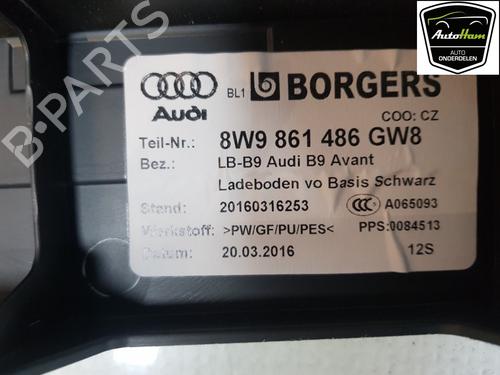 B-PARTS
AutoHam
AUTO
ONDERDELEN
Audi
BL1 BORGERS
COO: CZ
Teil-Nr.: 8W9 861 486 GW8
Bez.: LB-B9 Audi B9 Avant
Ladeboden vo Basis Schwarz
Stand: 20160316253 CCC A065093
Werkstoff: >PW/GF/PU/PES< PPS:0084513
Datum: 20.03.2016 12S